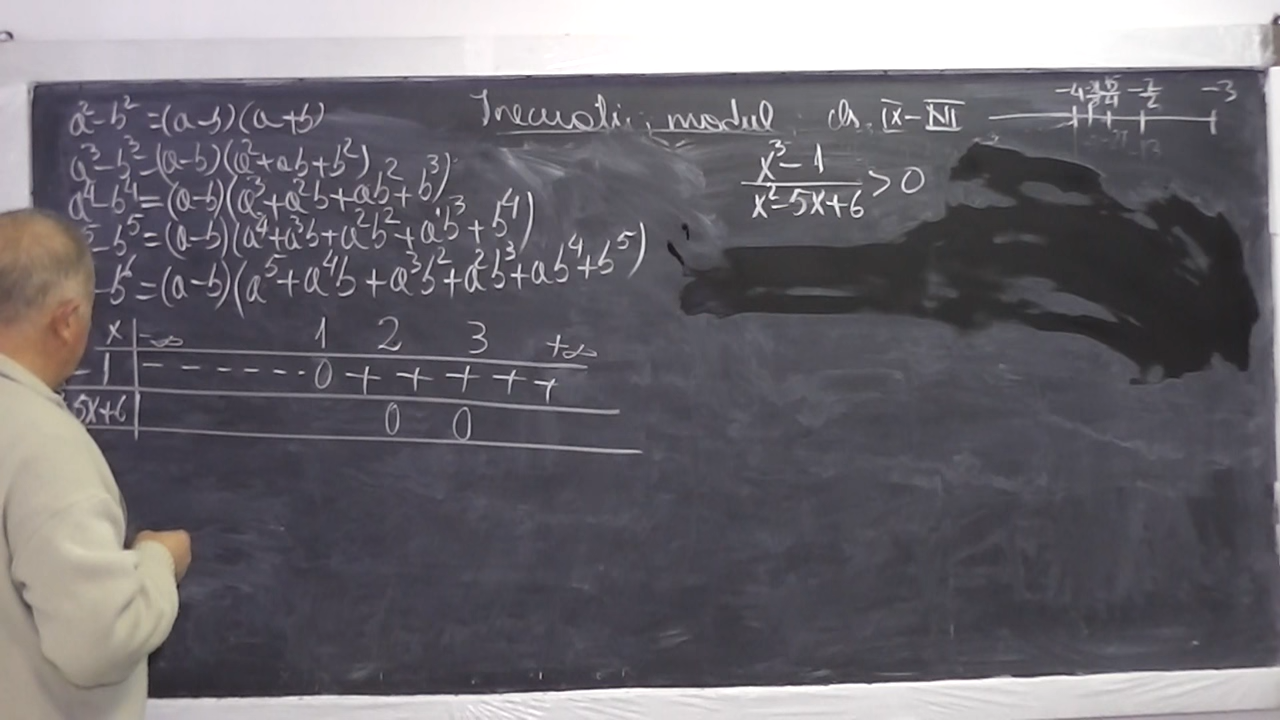 Inecuații, modul, cls. IX-XII
a²-b²=(a-b)(a+b)
a³-b³=(a-b)(a²+ab+b²)
a⁴-b⁴=(a-b)(a³+a²b+ab²+b³)
⁵-b⁵=(a-b)(a⁴+a³b+a²b²+ab³+b⁴)
-b⁶=(a-b)(a⁵+a⁴b+a³b²+a²b³+ab⁴+b⁵)
x³-1
x²-5x+6 >0
-4 -7/2 -3
x -∞ 1 2 3 +∞
-1 - - - - - - 0 + + + + +
5x+6 0 0